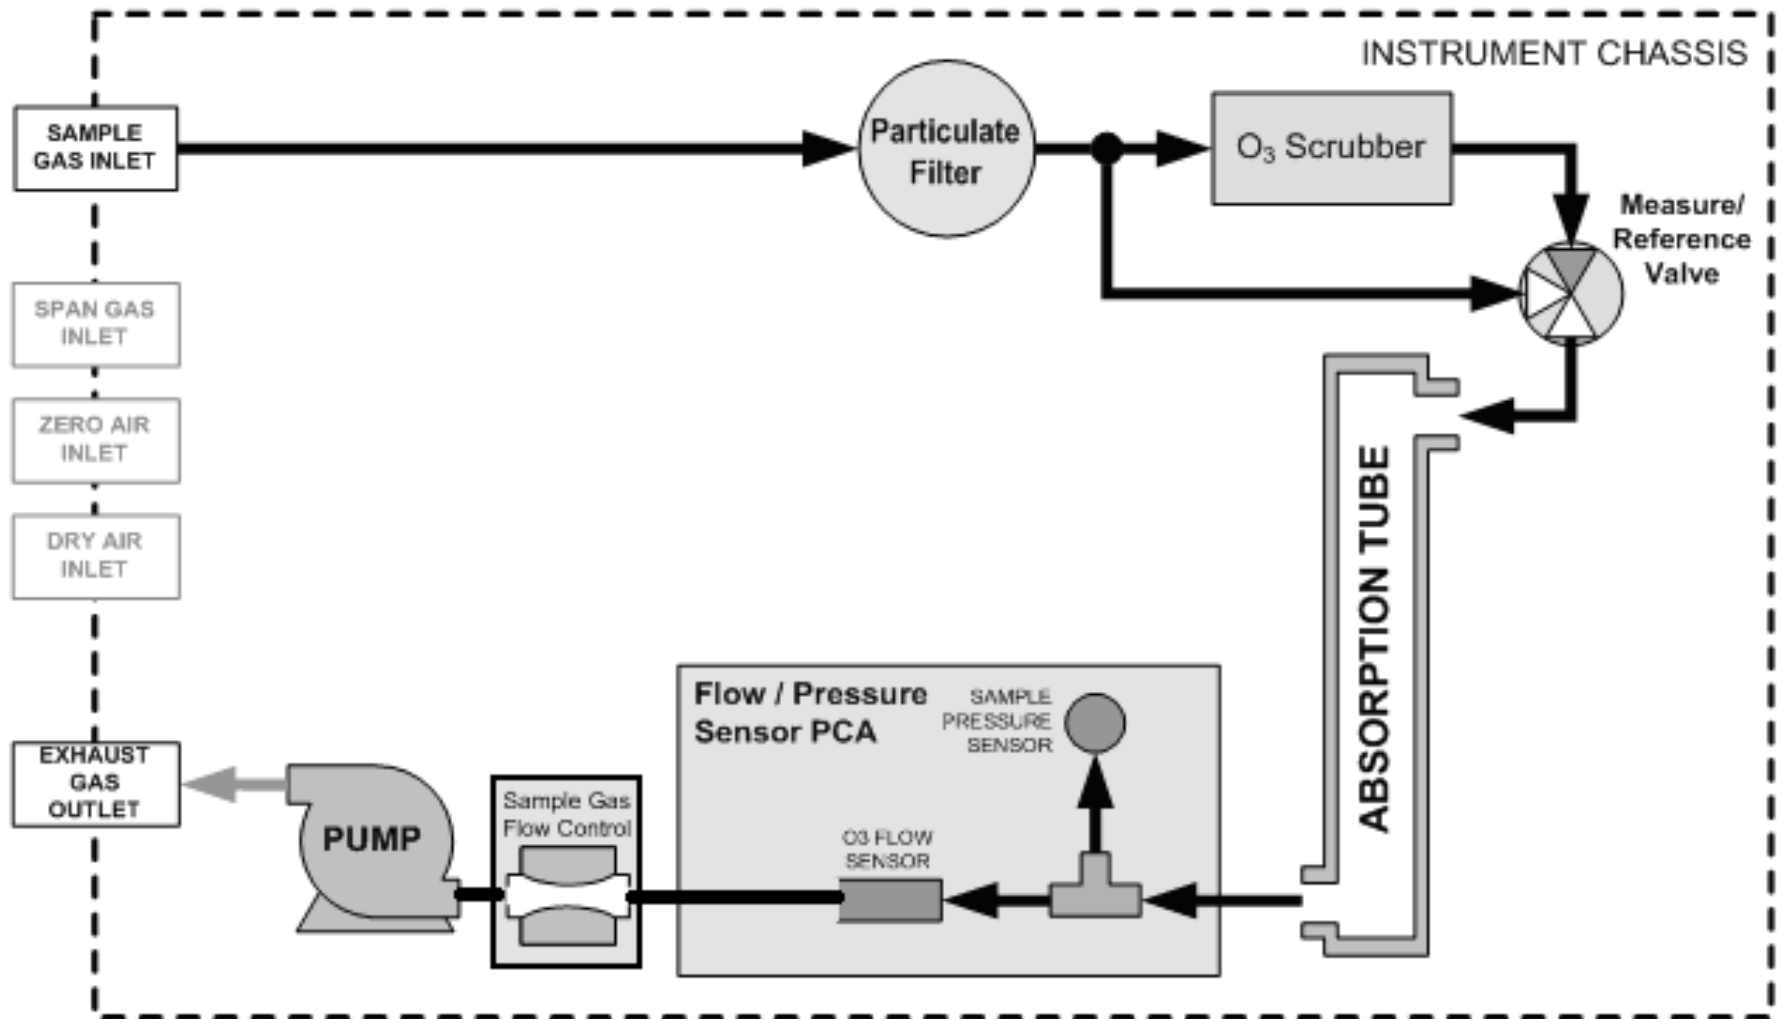 INSTRUMENT CHASSIS
SAMPLE
GAS INLET
Particulate
Filter
O₃ Scrubber
Measure/
Reference
Valve
SPAN GAS
INLET
ZERO AIR
INLET
DRY AIR
INLET
ABSORPTION TUBE
Flow / Pressure
Sensor PCA
SAMPLE
PRESSURE
SENSOR
O3 FLOW
SENSOR
Sample Gas
Flow Control
PUMP
EXHAUST
GAS
OUTLET